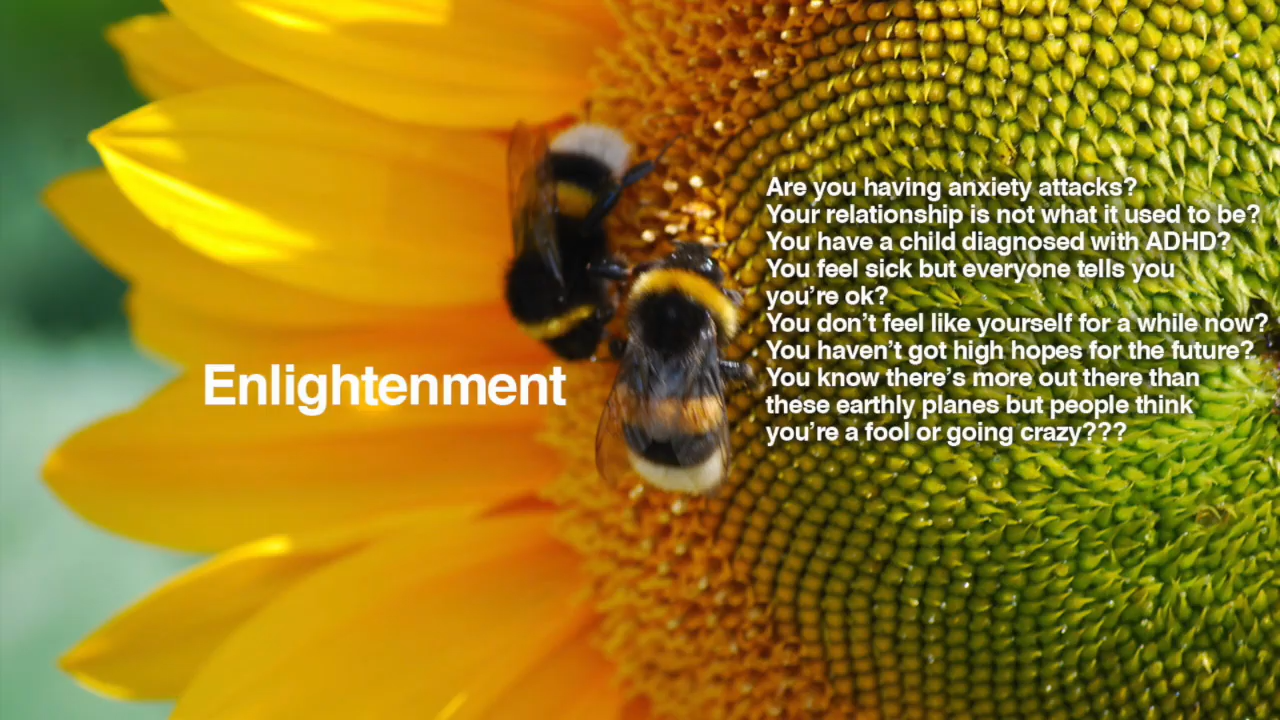 Enlightenment
Are you having anxiety attacks?
Your relationship is not what it used to be?
You have a child diagnosed with ADHD?
You feel sick but everyone tells you
you’re ok?
You don’t feel like yourself for a while now?
You haven’t got high hopes for the future?
You know there’s more out there than
these earthly planes but people think
you’re a fool or going crazy???